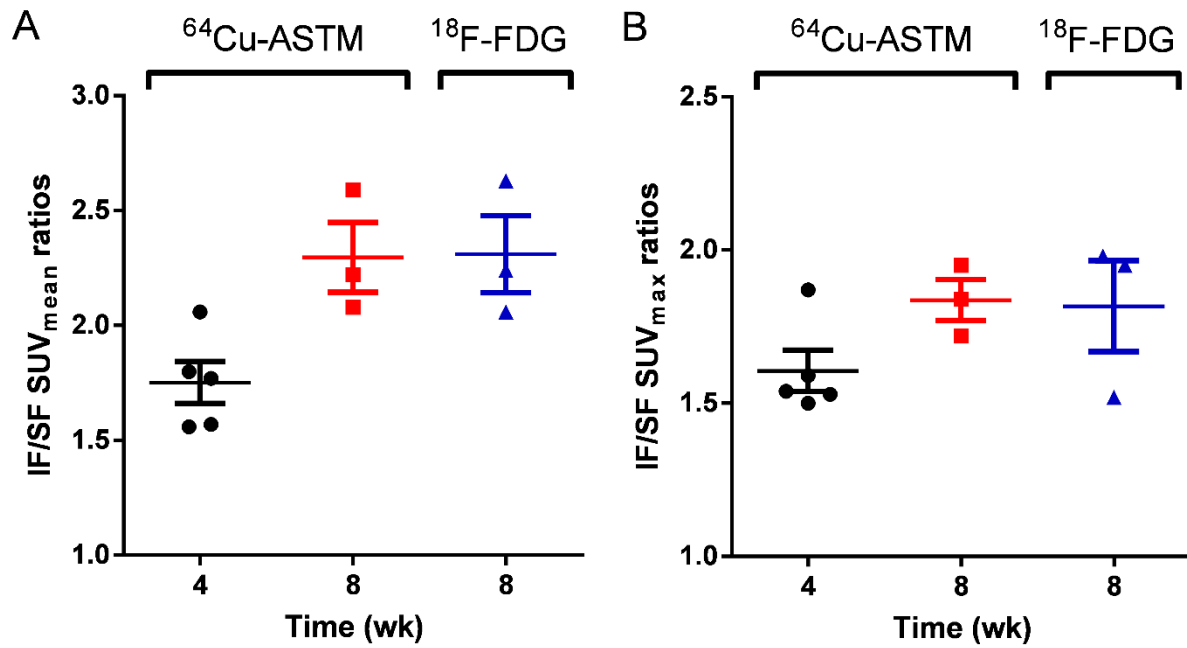 A
⁶⁴Cu-ASTM
¹⁸F-FDG
3.0
2.5
2.0
1.5
1.0
IF/SF SUVmean ratios
4
8
8
Time (wk)
B
⁶⁴Cu-ASTM
¹⁸F-FDG
2.5
2.0
1.5
1.0
IF/SF SUVmax ratios
4
8
8
Time (wk)